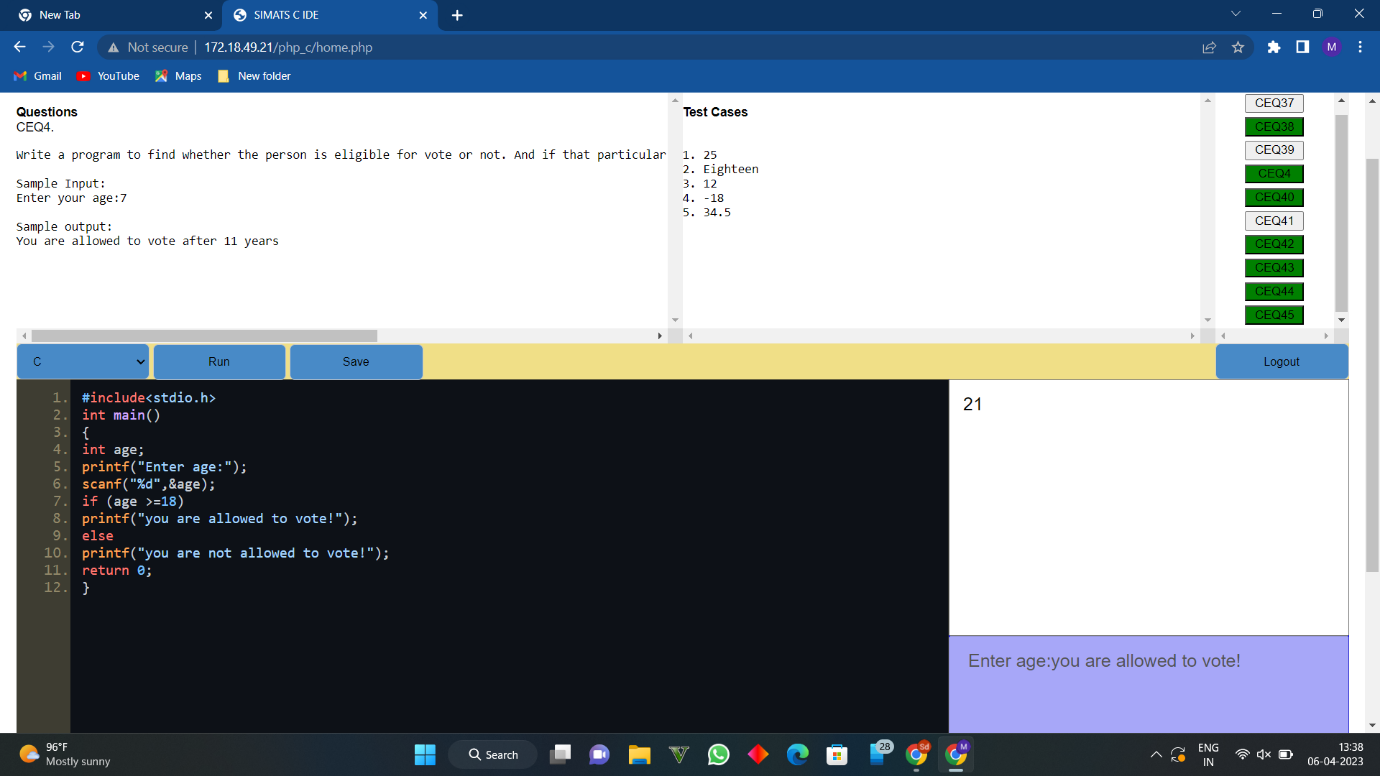 New Tab
SIMATS C IDE
Not secure
172.18.49.21/php_c/home.php
M
Gmail
YouTube
Maps
New folder
Questions
CEQ4.
Write a program to find whether the person is eligible for vote or not. And if that particular
Sample Input:
Enter your age:7
Sample output:
You are allowed to vote after 11 years
Test Cases
1. 25
2. Eighteen
3. 12
4. -18
5. 34.5
CEQ37
CEQ38
CEQ39
CEQ4
CEQ40
CEQ41
CEQ42
CEQ43
CEQ44
CEQ45
C
Run
Save
Logout
1. #include<stdio.h>
2. int main()
3. {
4. int age;
5. printf("Enter age:");
6. scanf("%d",&age);
7. if (age >=18)
8. printf("you are allowed to vote!");
9. else
10. printf("you are not allowed to vote!");
11. return 0;
12. }
21
Enter age:you are allowed to vote!
96°F
Mostly sunny
Search
28
Sd
M
ENG
IN
13:38
06-04-2023